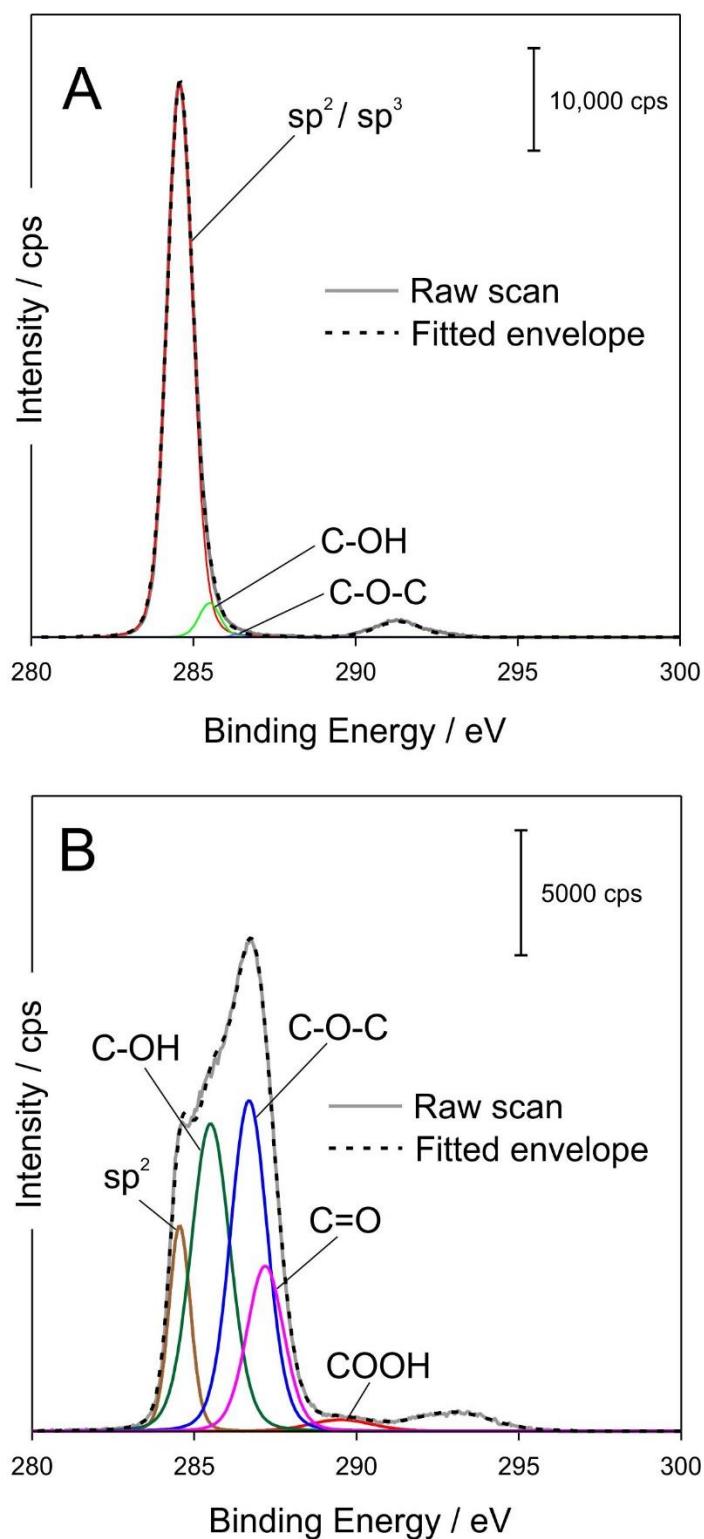 A
10,000 cps
sp² / sp³
Raw scan
Fitted envelope
C-OH
C-O-C
Intensity / cps
280 285 290 295 300
Binding Energy / eV
B
5000 cps
C-O-C
C-OH
Raw scan
Fitted envelope
sp²
C=O
COOH
Intensity / cps
280 285 290 295 300
Binding Energy / eV